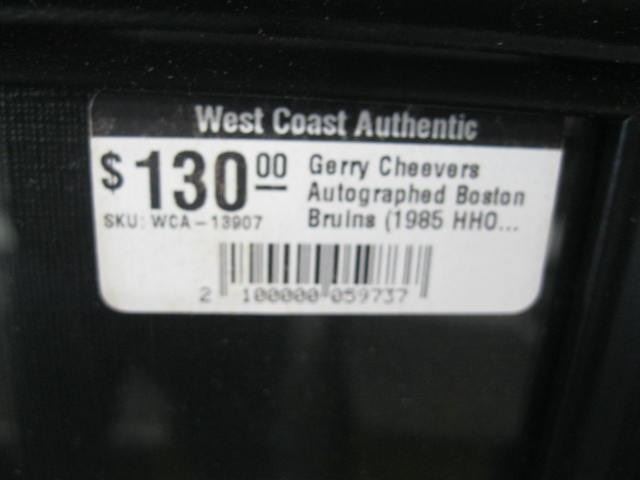 West Coast Authentic
$130.00
SKU: WCA-13907
Gerry Cheevers
Autographed Boston
Bruins (1985 HHO...
2 100000 059737